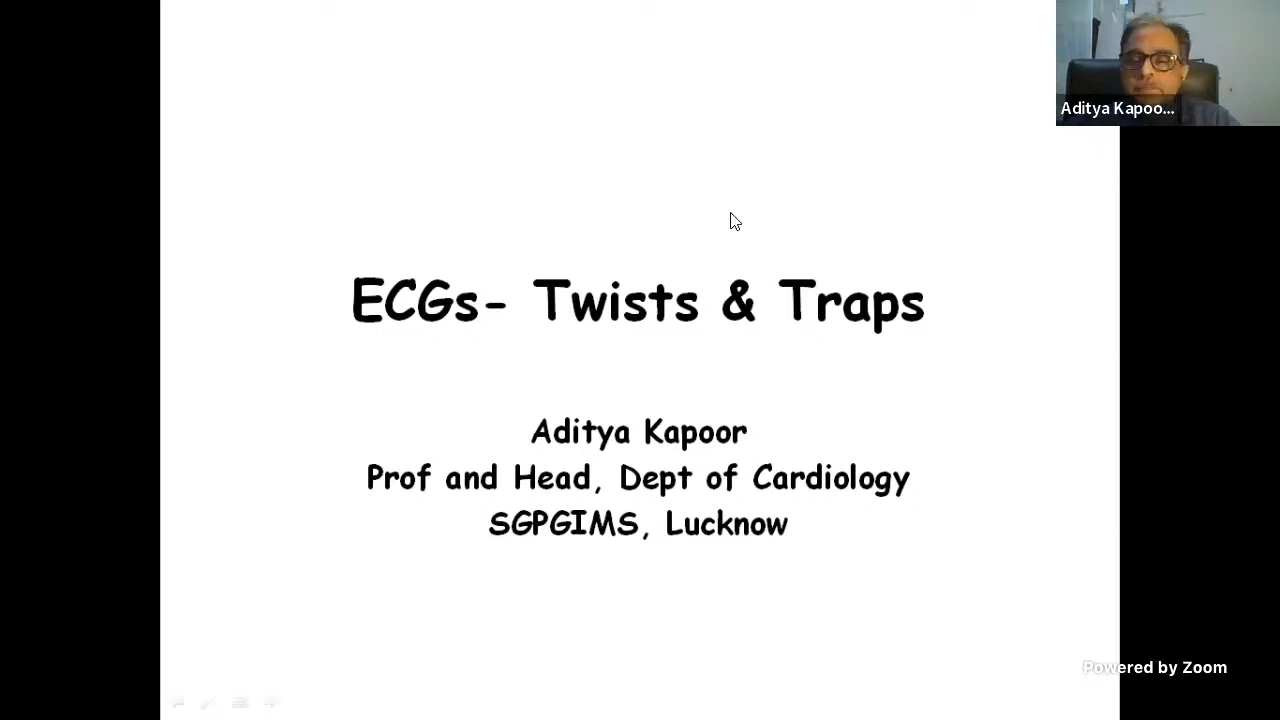 Aditya Kapoo...
ECGs- Twists & Traps
Aditya Kapoor
Prof and Head, Dept of Cardiology
SGPGIMS, Lucknow
Powered by Zoom